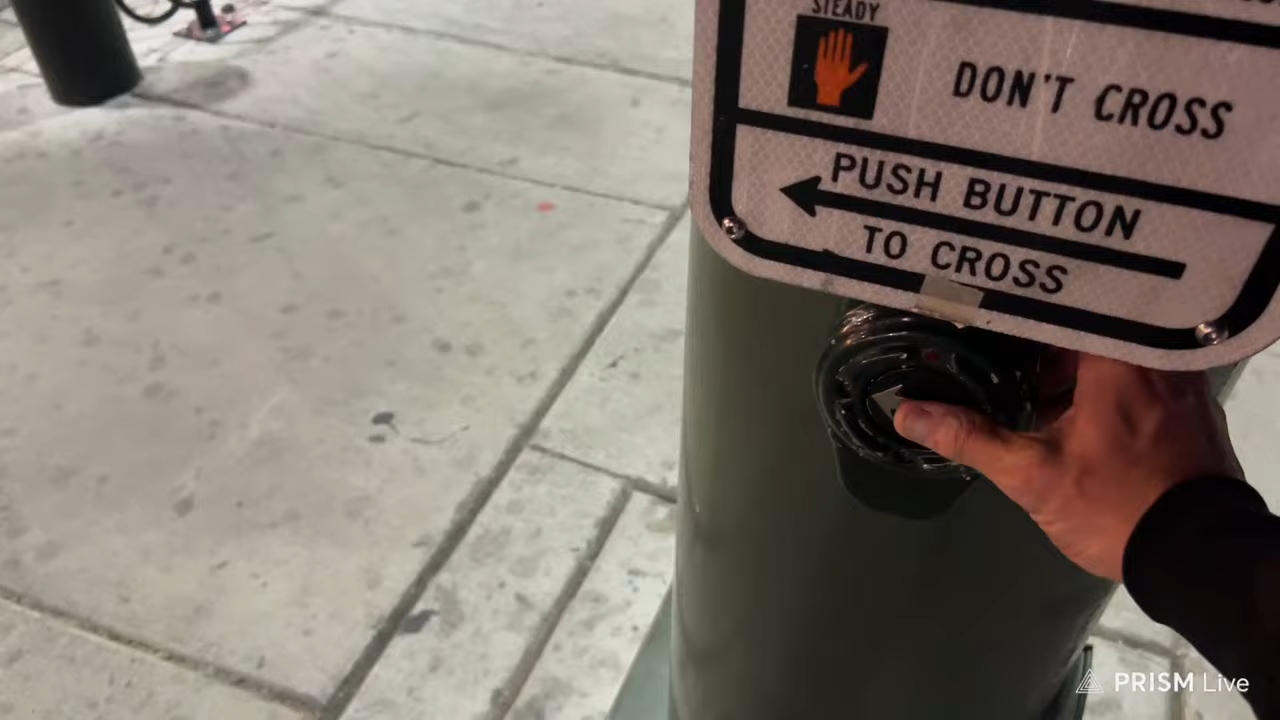 STEADY
DON'T CROSS
PUSH BUTTON
TO CROSS
PRISM Live